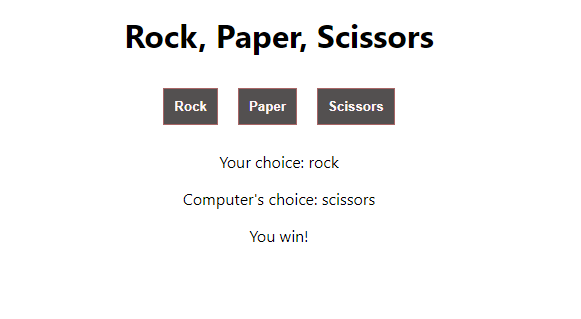 Rock, Paper, Scissors
Rock Paper Scissors
Your choice: rock
Computer's choice: scissors
You win!